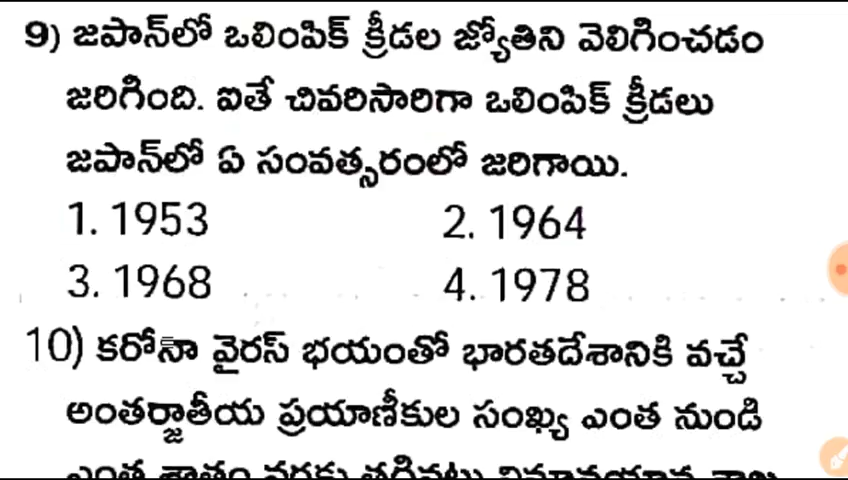 9) జపాన్‌లో ఒలింపిక్ క్రీడల జ్యోతిని వెలిగించడం
జరిగింది. ఐతే చివరిసారిగా ఒలింపిక్ క్రీడలు
జపాన్‌లో ఏ సంవత్సరంలో జరిగాయి.
1. 1953 2. 1964
3. 1968 4. 1978
10) కరోనా వైరస్ భయంతో భారతదేశానికి వచ్చే
అంతర్జాతీయ ప్రయాణీకుల సంఖ్య ఎంత నుండి
ఎంత శాతం వరకు